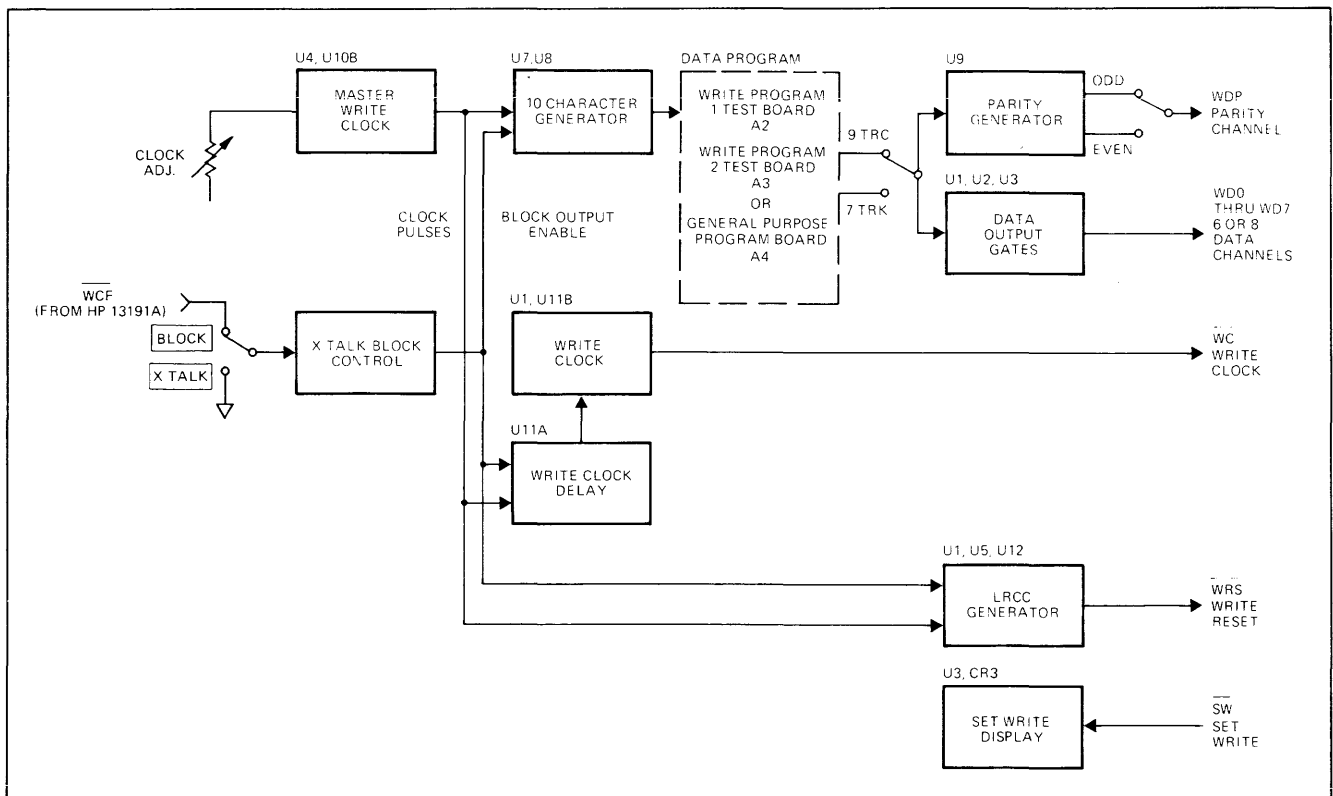 U4, U10B
MASTER
WRITE
CLOCK
CLOCK
ADJ.
U7,U8
10 CHARACTER
GENERATOR
CLOCK
PULSES
BLOCK OUTPUT
ENABLE
DATA PROGRAM
WRITE PROGRAM
1 TEST BOARD
A2
WRITE PROGRAM
2 TEST BOARD
A3
OR
GENERAL PURPOSE
PROGRAM BOARD
A4
9 TRC
7 TRK
U9
PARITY
GENERATOR
ODD
EVEN
WDP
PARITY
CHANNEL
U1, U2, U3
DATA
OUTPUT
GATES
WD0
THRU WD7
6 OR 8
DATA
CHANNELS
WCF
(FROM HP 13191A)
BLOCK
X TALK
X TALK BLOCK
CONTROL
U1, U11B
WRITE
CLOCK
WC
WRITE
CLOCK
U11A
WRITE CLOCK
DELAY
U1, U5, U12
LRCC
GENERATOR
WRS
WRITE
RESET
U3, CR3
SET WRITE
DISPLAY
SW
SET
WRITE